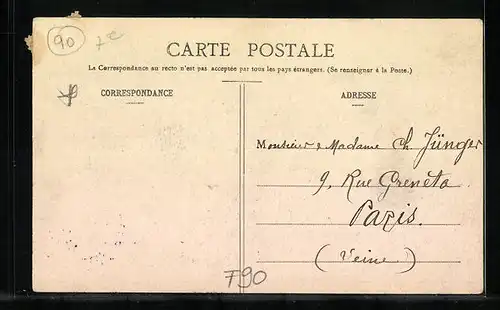 90 7e
CARTE POSTALE
La Correspondance au recto n'est pas acceptée par tous les pays étrangers. (Se renseigner à la Poste.)
CORRESPONDANCE
ADRESSE
Monsieur & Madame Ch. Jünger
9, Rue Greneta.
Paris.
(Seine)
F90